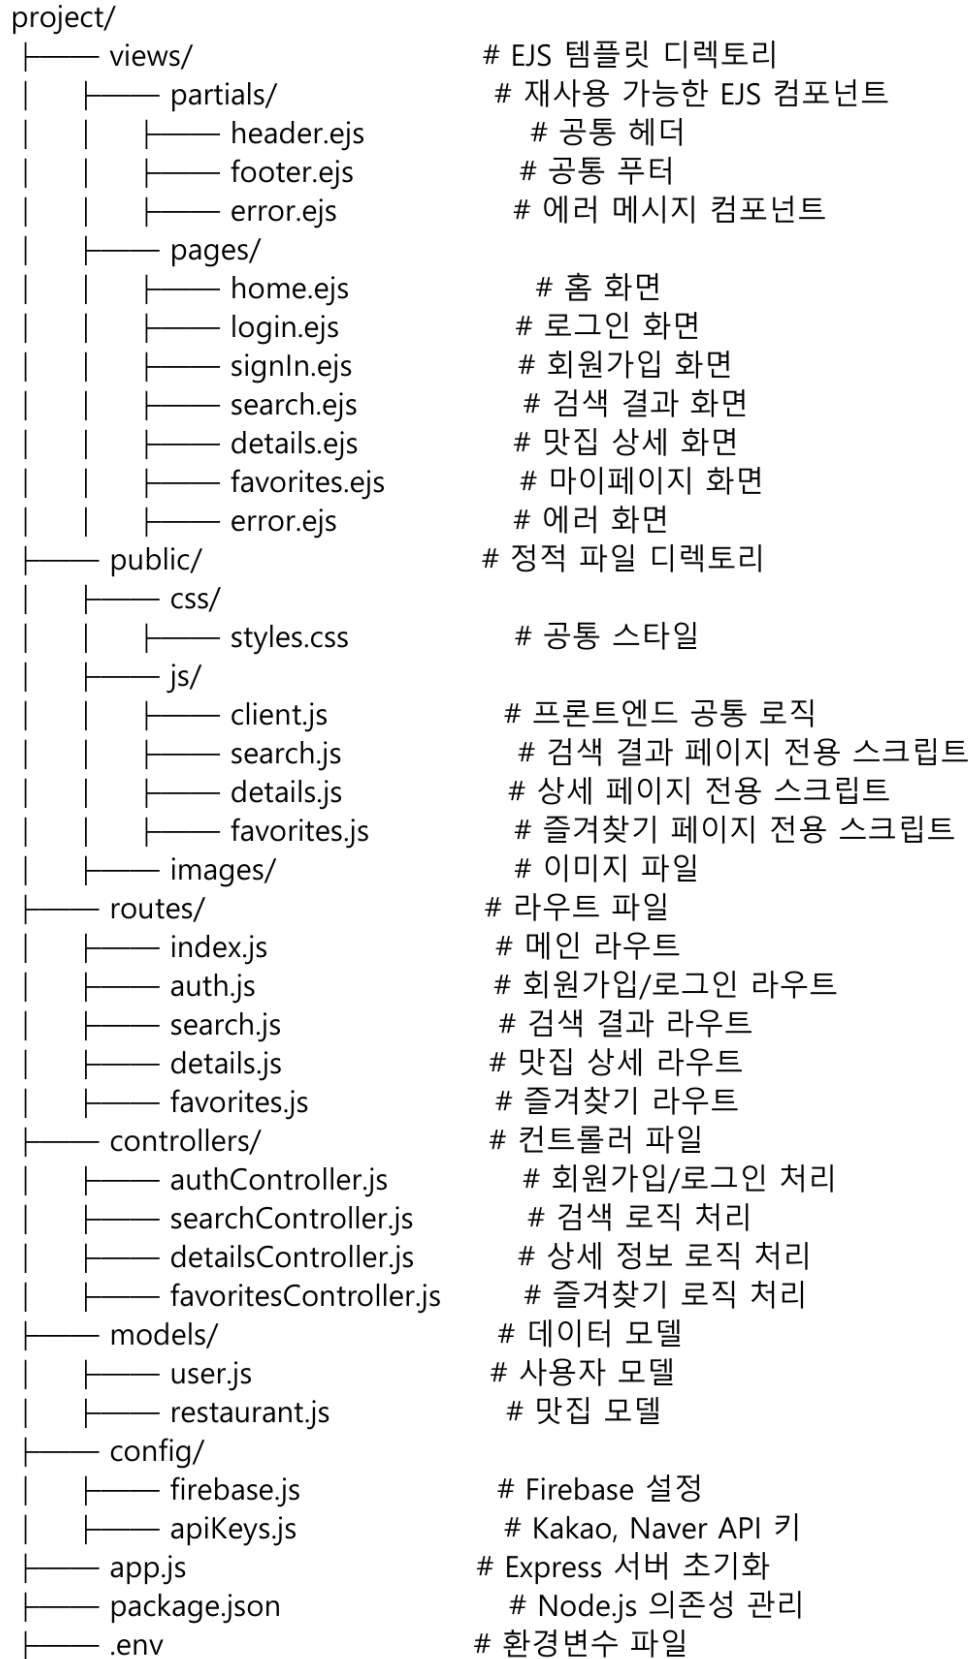 project/
├── views/ # EJS 템플릿 디렉토리
│ ├── partials/ # 재사용 가능한 EJS 컴포넌트
│ │ ├── header.ejs # 공통 헤더
│ │ ├── footer.ejs # 공통 푸터
│ │ ├── error.ejs # 에러 메시지 컴포넌트
│ ├── pages/
│ │ ├── home.ejs # 홈 화면
│ │ ├── login.ejs # 로그인 화면
│ │ ├── signIn.ejs # 회원가입 화면
│ │ ├── search.ejs # 검색 결과 화면
│ │ ├── details.ejs # 맛집 상세 화면
│ │ ├── favorites.ejs # 마이페이지 화면
│ │ ├── error.ejs # 에러 화면
├── public/ # 정적 파일 디렉토리
│ ├── css/
│ │ ├── styles.css # 공통 스타일
│ ├── js/
│ │ ├── client.js # 프론트엔드 공통 로직
│ │ ├── search.js # 검색 결과 페이지 전용 스크립트
│ │ ├── details.js # 상세 페이지 전용 스크립트
│ │ ├── favorites.js # 즐겨찾기 페이지 전용 스크립트
│ ├── images/ # 이미지 파일
├── routes/ # 라우트 파일
│ ├── index.js # 메인 라우트
│ ├── auth.js # 회원가입/로그인 라우트
│ ├── search.js # 검색 결과 라우트
│ ├── details.js # 맛집 상세 라우트
│ ├── favorites.js # 즐겨찾기 라우트
├── controllers/ # 컨트롤러 파일
│ ├── authController.js # 회원가입/로그인 처리
│ ├── searchController.js # 검색 로직 처리
│ ├── detailsController.js # 상세 정보 로직 처리
│ ├── favoritesController.js # 즐겨찾기 로직 처리
├── models/ # 데이터 모델
│ ├── user.js # 사용자 모델
│ ├── restaurant.js # 맛집 모델
├── config/
│ ├── firebase.js # Firebase 설정
│ ├── apiKeys.js # Kakao, Naver API 키
├── app.js # Express 서버 초기화
├── package.json # Node.js 의존성 관리
├── .env # 환경변수 파일